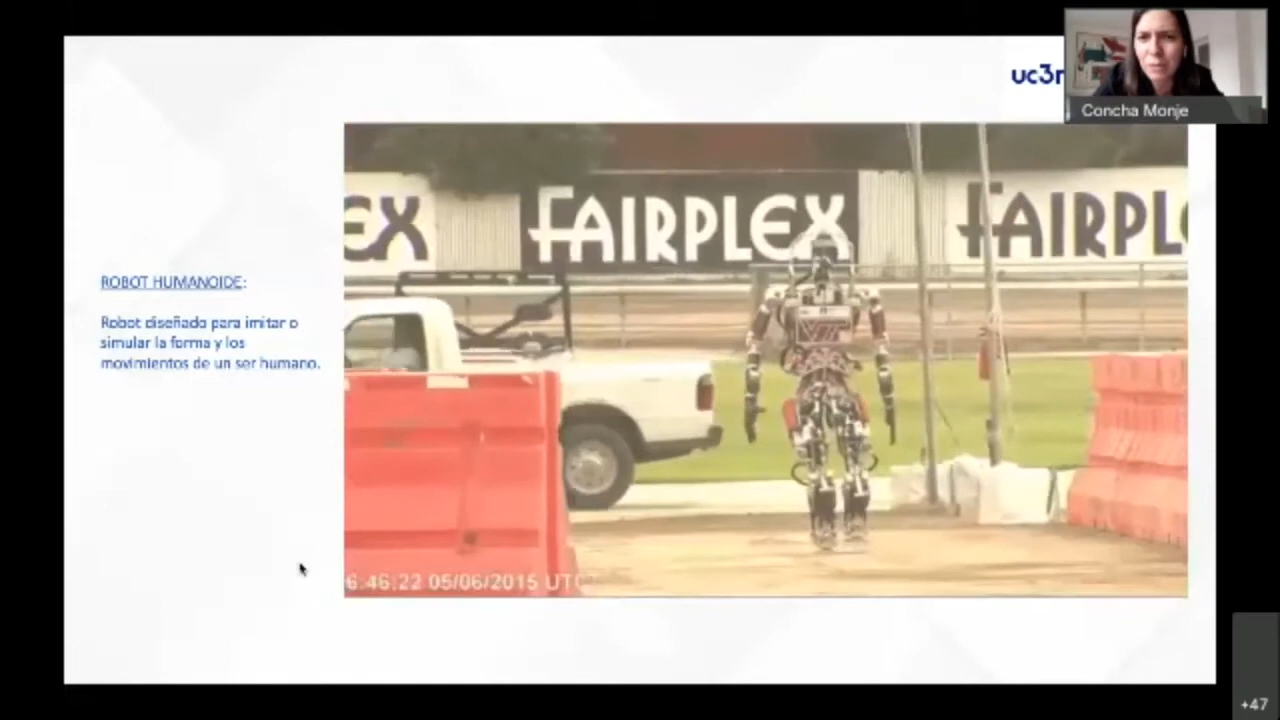 uc3
Concha Monje
EX
FAIRPLEX
FAIRPL
ROBOT HUMANOIDE:
Robot diseñado para imitar o
simular la forma y los
movimientos de un ser humano.
6:46:22 05/06/2015 UTC
+47